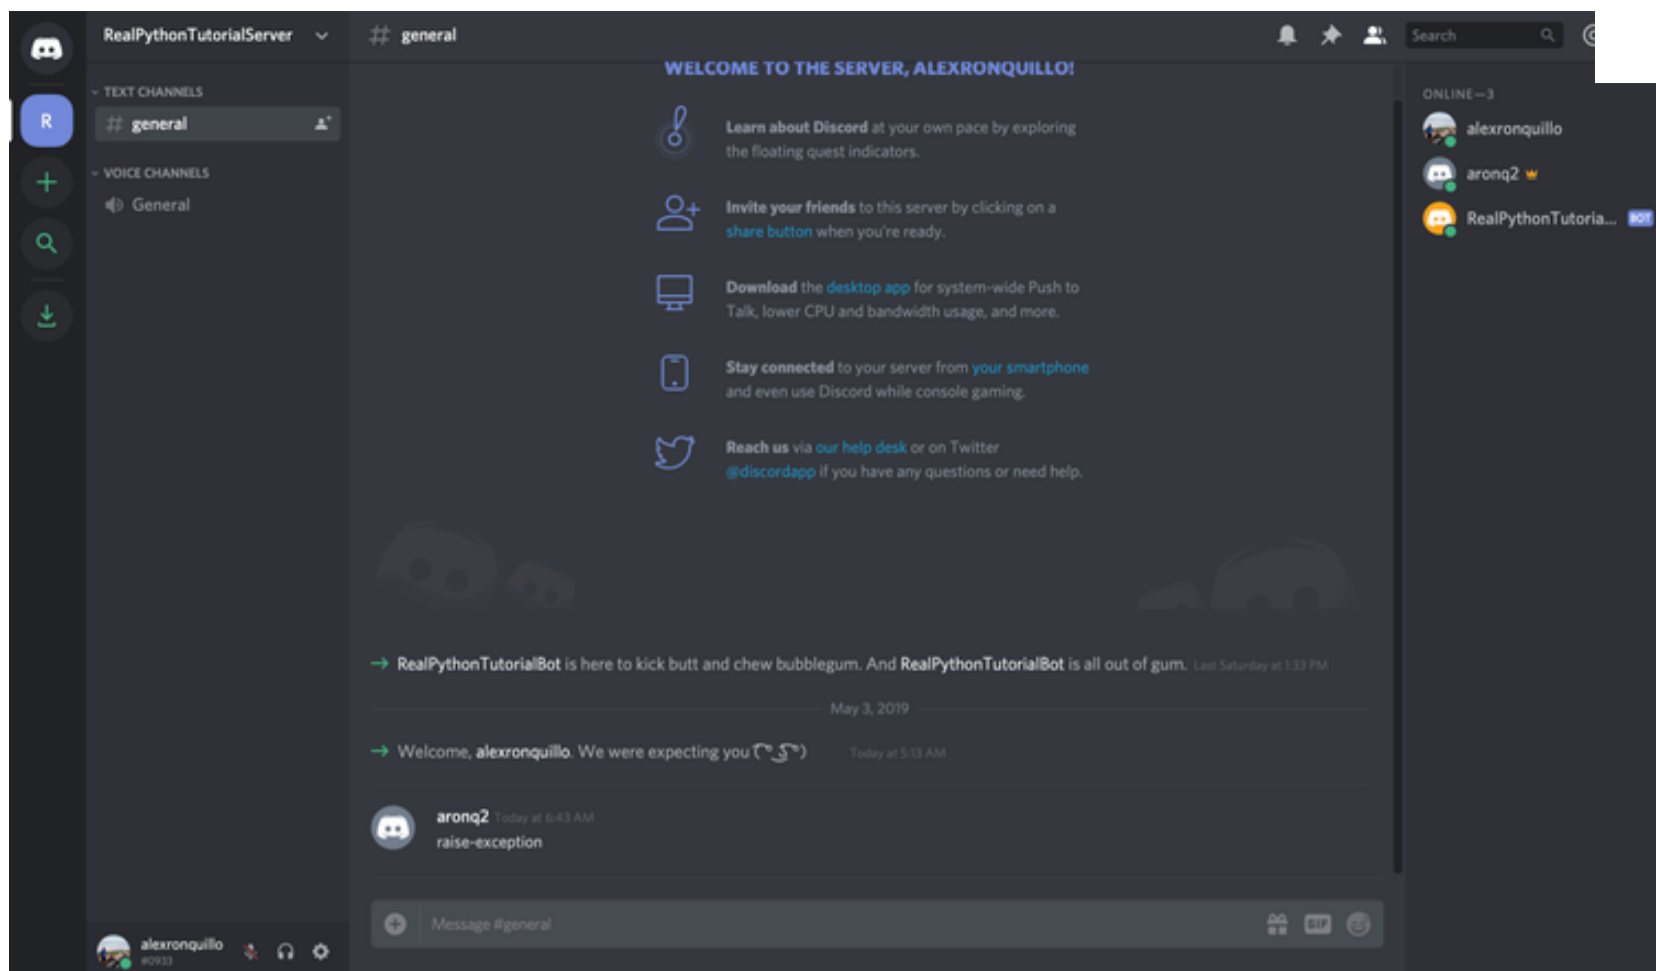 RealPythonTutorialServer
# general
Search
TEXT CHANNELS
# general
VOICE CHANNELS
General
R
WELCOME TO THE SERVER, ALEXRONQUILLO!
Learn about Discord at your own pace by exploring
the floating quest indicators.
Invite your friends to this server by clicking on a
share button when you're ready.
Download the desktop app for system-wide Push to
Talk, lower CPU and bandwidth usage, and more.
Stay connected to your server from your smartphone
and even use Discord while console gaming.
Reach us via our help desk or on Twitter
@discordapp if you have any questions or need help.
RealPythonTutorialBot is here to kick butt and chew bubblegum. And RealPythonTutorialBot is all out of gum. Last Saturday at 1:33 PM
May 3, 2019
Welcome, alexronquillo. We were expecting you ( ͡° ͜ʖ ͡°) Today at 5:13 AM
aronq2 Today at 6:43 AM
raise-exception
Message #general
GIF
alexronquillo
#0933
ONLINE—3
alexronquillo
aronq2
RealPythonTutoria... BOT